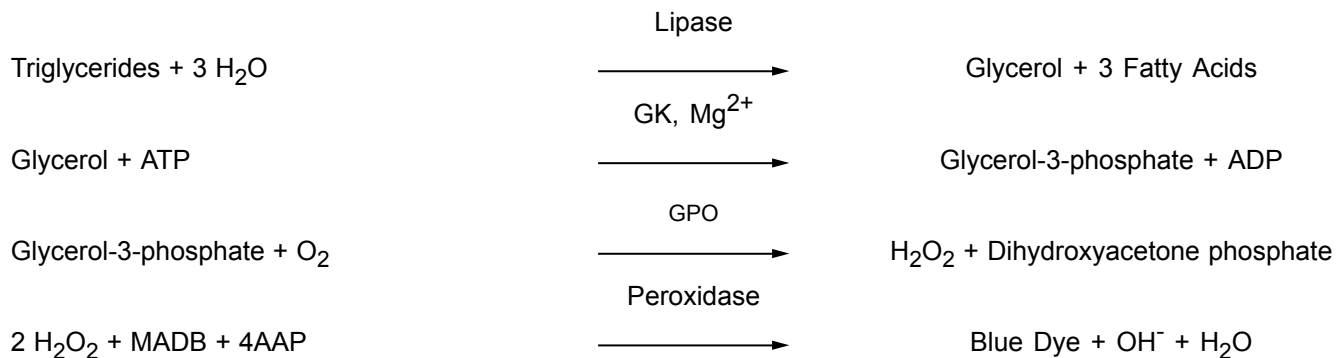 Lipase
Triglycerides + 3 H₂O Glycerol + 3 Fatty Acids
GK, Mg²⁺
Glycerol + ATP Glycerol-3-phosphate + ADP
GPO
Glycerol-3-phosphate + O₂ H₂O₂ + Dihydroxyacetone phosphate
Peroxidase
2 H₂O₂ + MADB + 4AAP Blue Dye + OH⁻ + H₂O